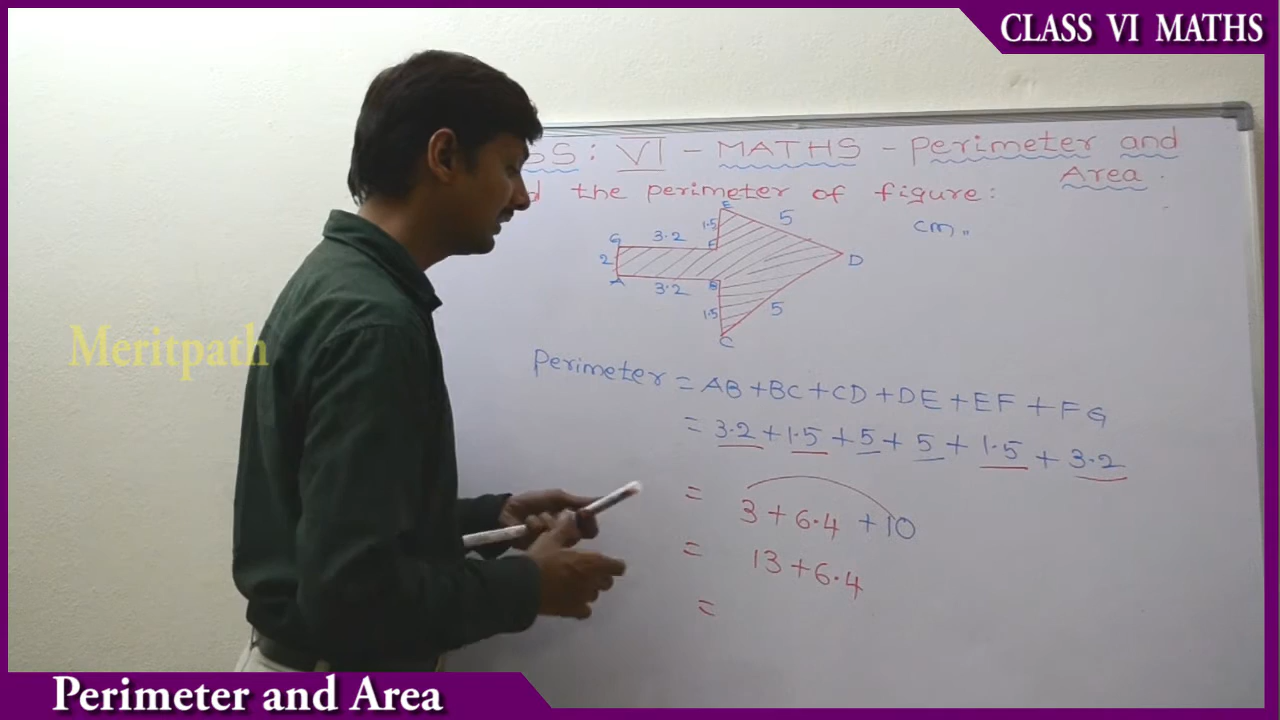 CLASS VI MATHS
SS: VI - MATHS - Perimeter and
Area.
the perimeter of figure:
cm
E
5
1.5
G
3.2
F
2
D
A
3.2
B
1.5
5
C
Meritpath
Perimeter = AB +BC +CD +DE +EF +FG
= 3.2 +1.5 +5 + 5 + 1.5 + 3.2
= 3 + 6.4 +10
= 13 + 6.4
=
Perimeter and Area